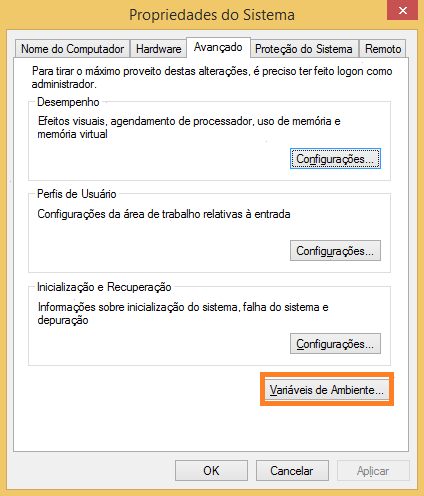 Propriedades do Sistema
Nome do Computador
Hardware
Avançado
Proteção do Sistema
Remoto
Para tirar o máximo proveito destas alterações, é preciso ter feito logon como
administrador.
Desempenho
Efeitos visuais, agendamento de processador, uso de memória e
memória virtual
Configurações...
Perfis de Usuário
Configurações da área de trabalho relativas à entrada
Configurações...
Inicialização e Recuperação
Informações sobre inicialização do sistema, falha do sistema e
depuração
Configurações...
Variáveis de Ambiente...
OK
Cancelar
Aplicar